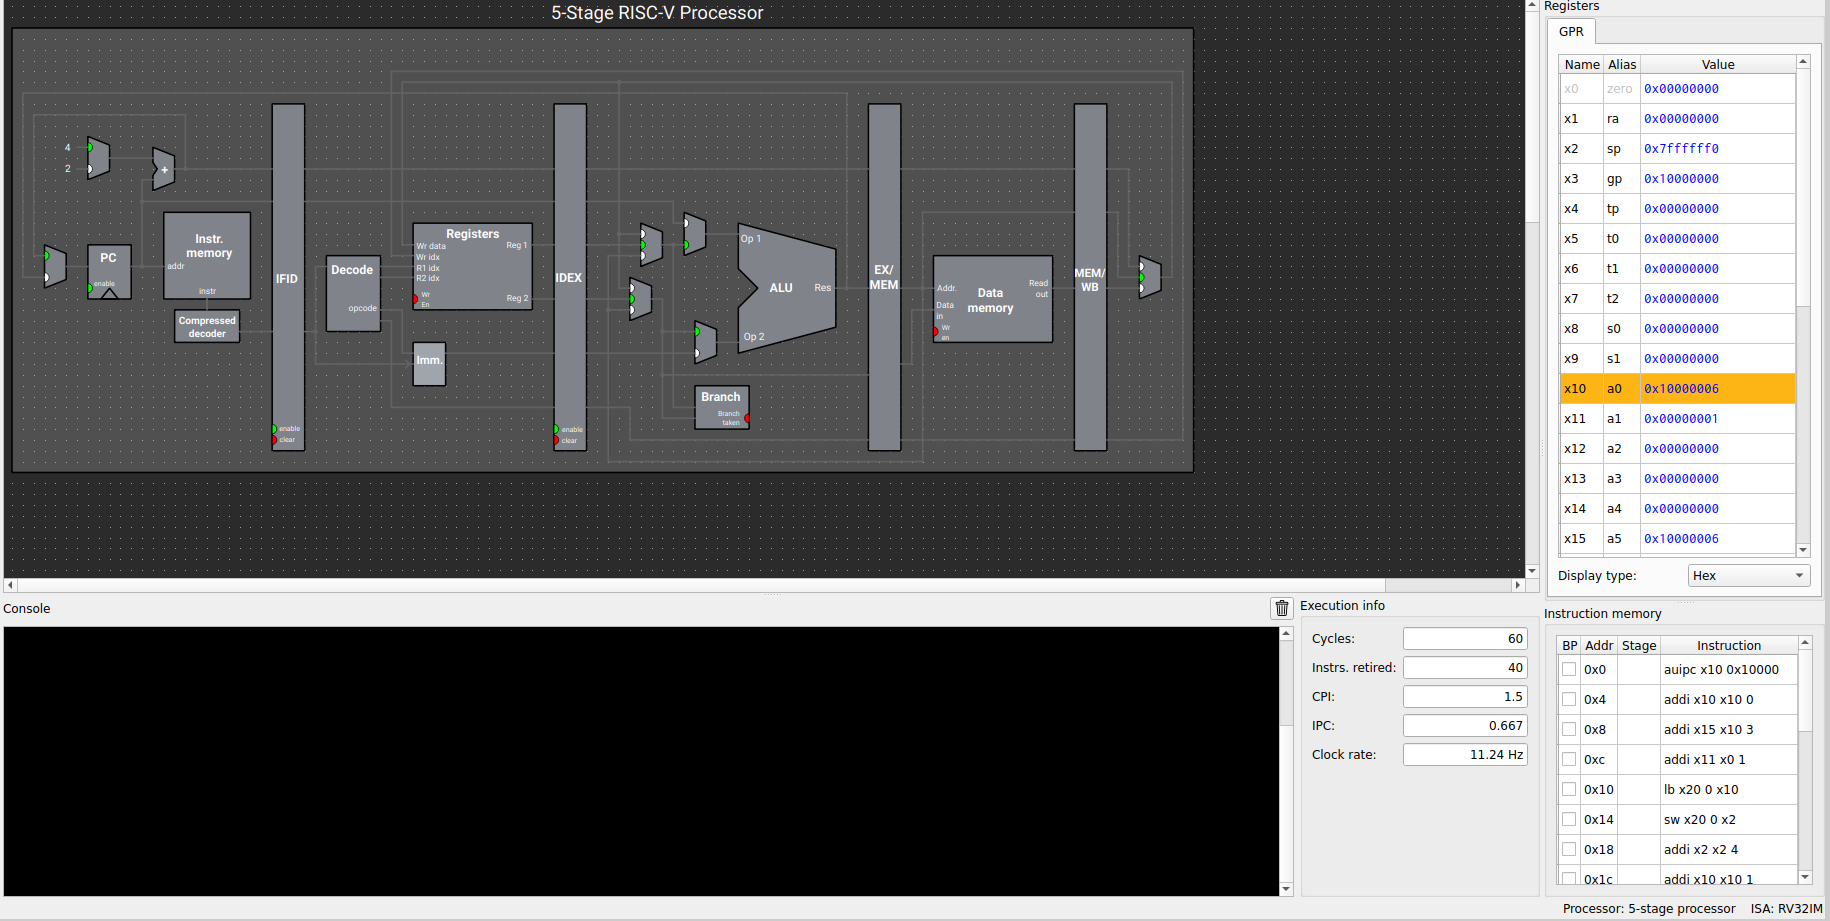 5-Stage RISC-V Processor
4
2
+
PC
enable
Instr.
memory
addr
instr
Compressed
decoder
IFID
enable
clear
Decode
opcode
Registers
Wr data
Wr idx
R1 idx
R2 idx
Wr
En
Reg 1
Reg 2
Imm.
IDEX
enable
clear
Op 1
ALU
Res
Op 2
Branch
Branch
taken
EX/
MEM
Addr.
Data
in
Wr
en
Data
memory
Read
out
MEM/
WB
Registers
GPR
Name Alias Value
x0 zero 0x00000000
x1 ra 0x00000000
x2 sp 0x7ffffff0
x3 gp 0x10000000
x4 tp 0x00000000
x5 t0 0x00000000
x6 t1 0x00000000
x7 t2 0x00000000
x8 s0 0x00000000
x9 s1 0x00000000
x10 a0 0x10000006
x11 a1 0x00000001
x12 a2 0x00000000
x13 a3 0x00000000
x14 a4 0x00000000
x15 a5 0x10000006
Display type: Hex
Console
Execution info
Cycles: 60
Instrs. retired: 40
CPI: 1.5
IPC: 0.667
Clock rate: 11.24 Hz
Instruction memory
BP Addr Stage Instruction
0x0 auipc x10 0x10000
0x4 addi x10 x10 0
0x8 addi x15 x10 3
0xc addi x11 x0 1
0x10 lb x20 0 x10
0x14 sw x20 0 x2
0x18 addi x2 x2 4
0x1c addi x10 x10 1
Processor: 5-stage processor ISA: RV32IM